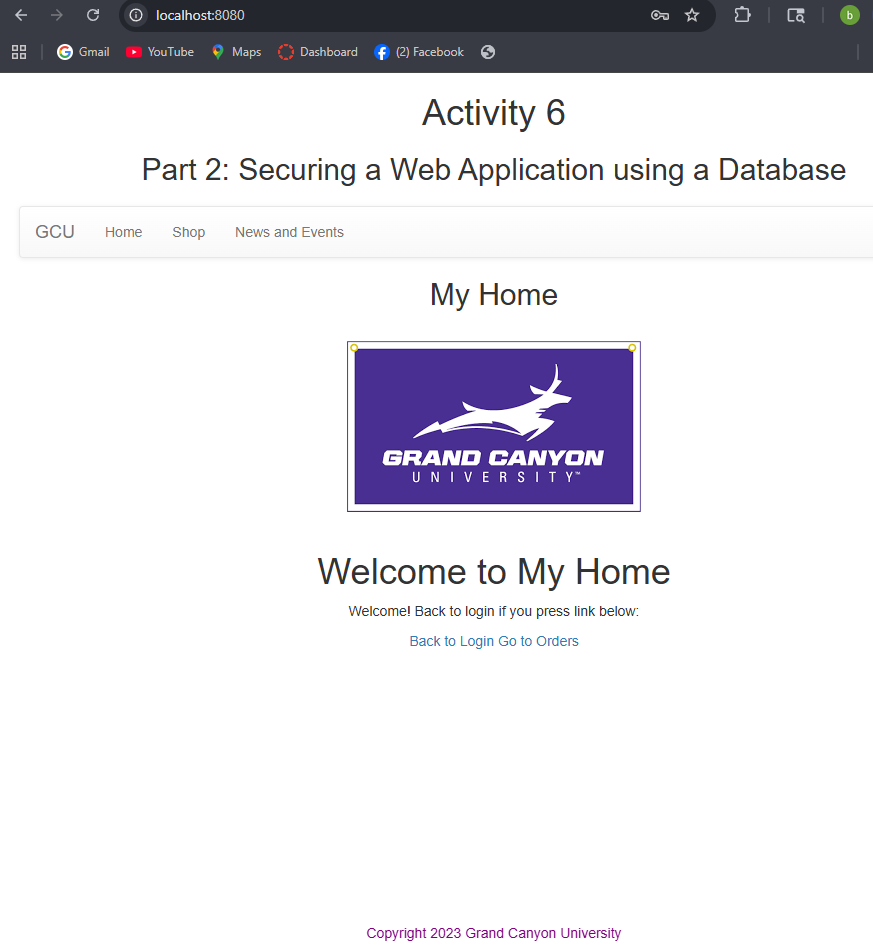 localhost:8080
b
Gmail YouTube Maps Dashboard (2) Facebook
Activity 6
Part 2: Securing a Web Application using a Database
GCU Home Shop News and Events
My Home
GRAND CANYON
UNIVERSITY™
Welcome to My Home
Welcome! Back to login if you press link below:
Back to Login Go to Orders
Copyright 2023 Grand Canyon University